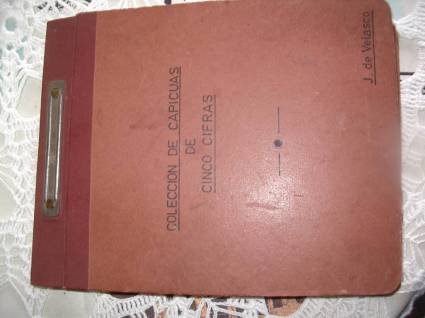 COLECCIÓN DE CAPICUAS
DE
CINCO CIFRAS
J. de Velasco